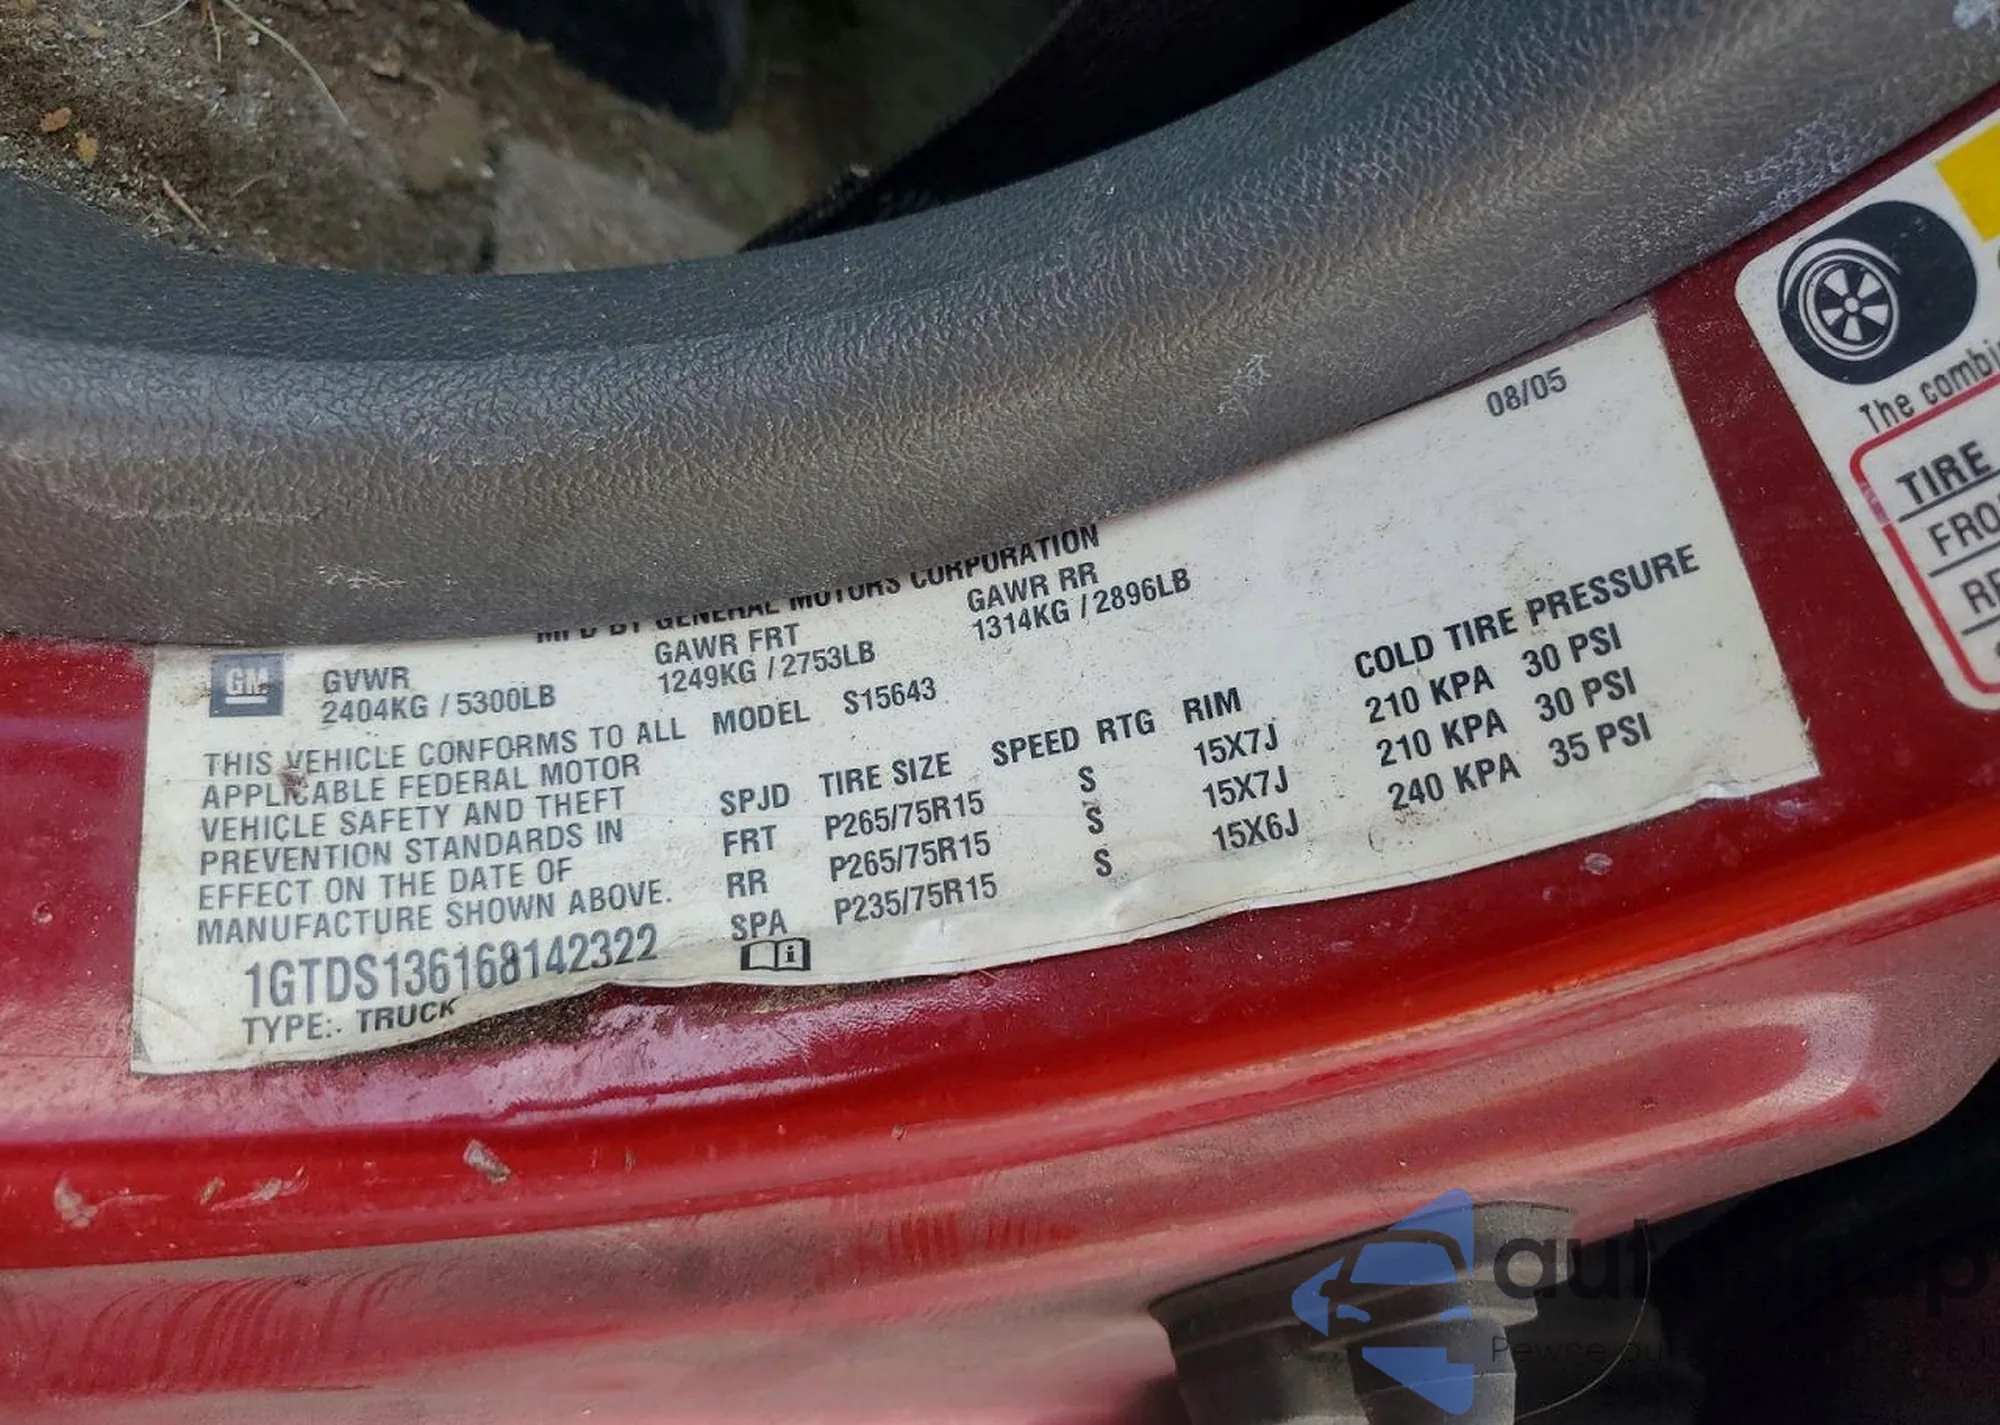 08/05
MFD BY GENERAL MOTORS CORPORATION
GM GVWR GAWR FRT GAWR RR
2404KG / 5300LB 1249KG / 2753LB 1314KG / 2896LB
THIS VEHICLE CONFORMS TO ALL
APPLICABLE FEDERAL MOTOR
VEHICLE SAFETY AND THEFT
PREVENTION STANDARDS IN
EFFECT ON THE DATE OF
MANUFACTURE SHOWN ABOVE.
1GTDS136168142322
TYPE:. TRUCK
MODEL S15643
SPJD TIRE SIZE SPEED RTG RIM COLD TIRE PRESSURE
FRT P265/75R15 S 15X7J 210 KPA 30 PSI
RR P265/75R15 S 15X7J 210 KPA 30 PSI
SPA P235/75R15 S 15X6J 240 KPA 35 PSI
i
The combi
TIRE
FRO
RE